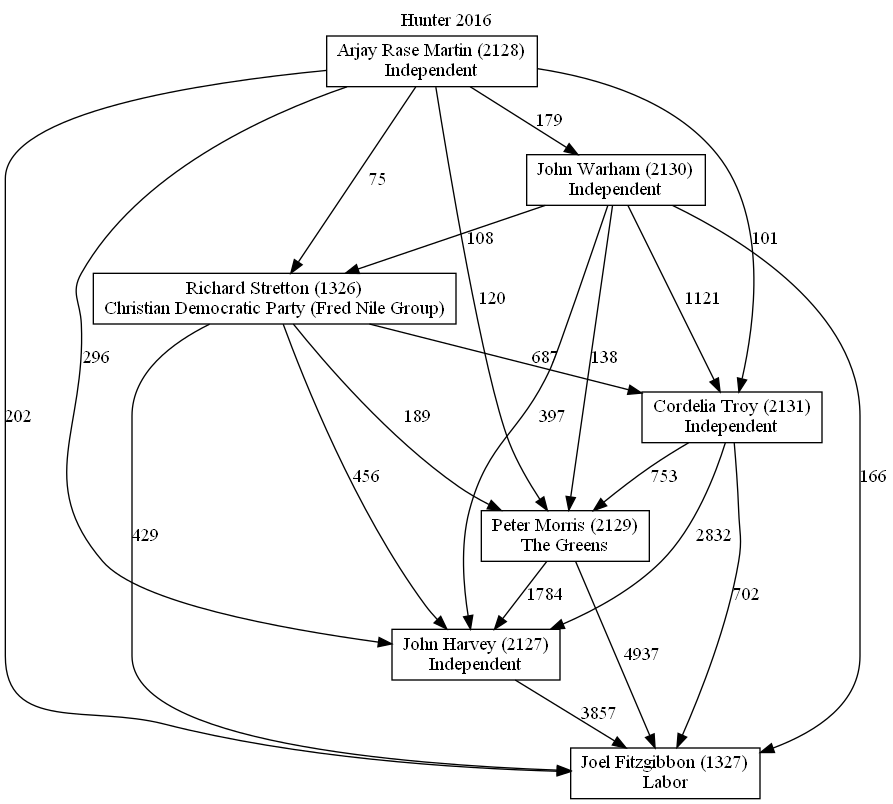 Hunter 2016
Arjay Rase Martin (2128)
Independent
179
John Warham (2130)
Independent
75
108
101
Richard Stretton (1326)
Christian Democratic Party (Fred Nile Group)
120
1121
296
687
138
202
397
189
Cordelia Troy (2131)
Independent
456
753
166
429
Peter Morris (2129)
The Greens
2832
1784
702
John Harvey (2127)
Independent
4937
3857
Joel Fitzgibbon (1327)
Labor